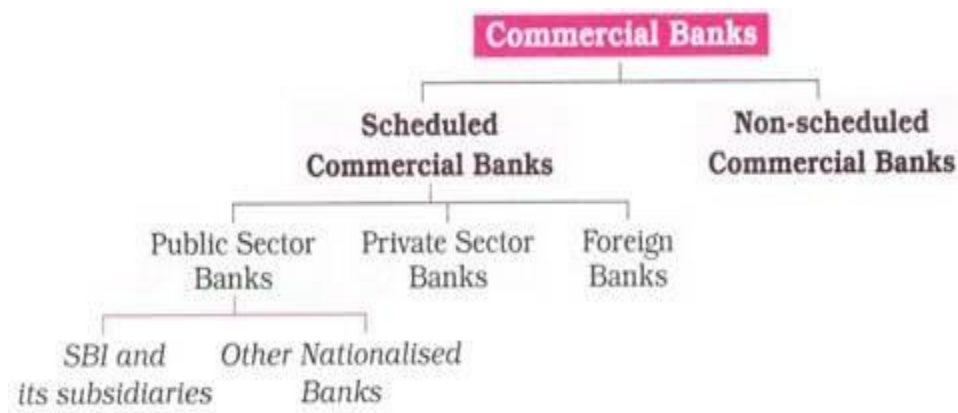 Commercial Banks
Scheduled
Commercial Banks
Non-scheduled
Commercial Banks
Public Sector
Banks
Private Sector
Banks
Foreign
Banks
SBI and
its subsidiaries
Other Nationalised
Banks